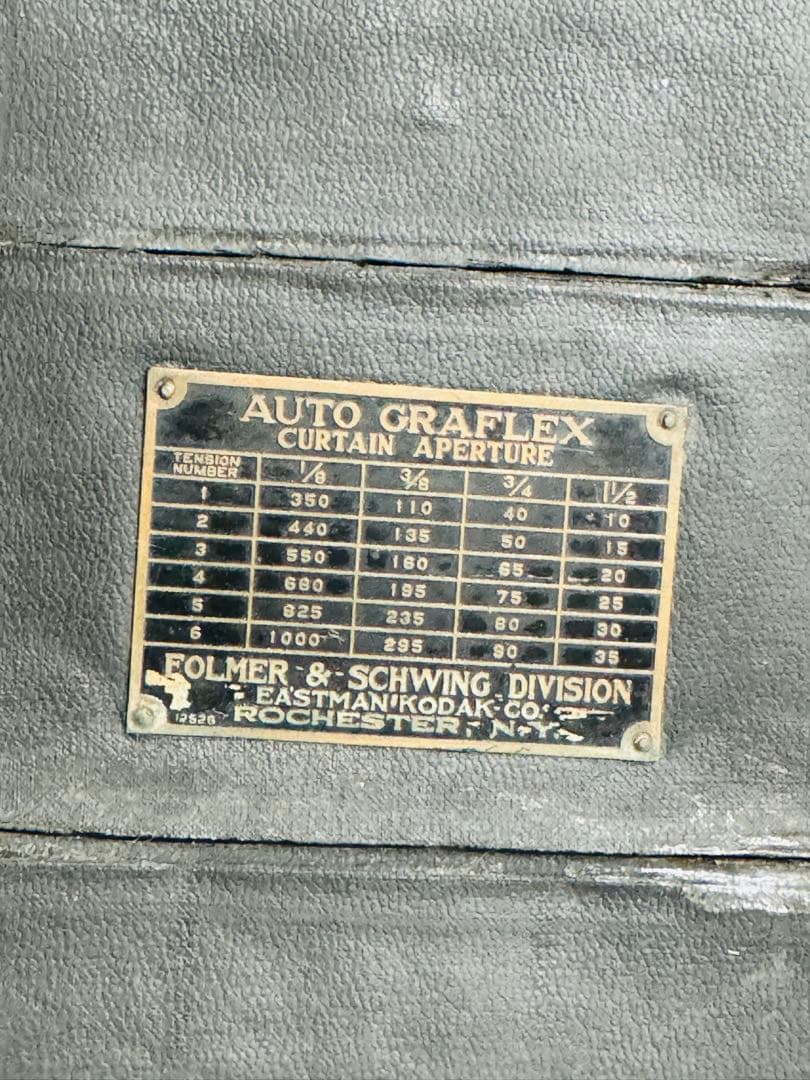 AUTO GRAFLEX
CURTAIN APERTURE
TENSION NUMBER 1/8 3/8 3/4 1 1/2
1 350 110 40 10
2 440 135 50 15
3 550 160 65 20
4 680 195 75 25
5 825 235 80 30
6 1000 295 90 35
FOLMER & SCHWING DIVISION
EASTMAN KODAK CO.
12526 ROCHESTER, N.Y.